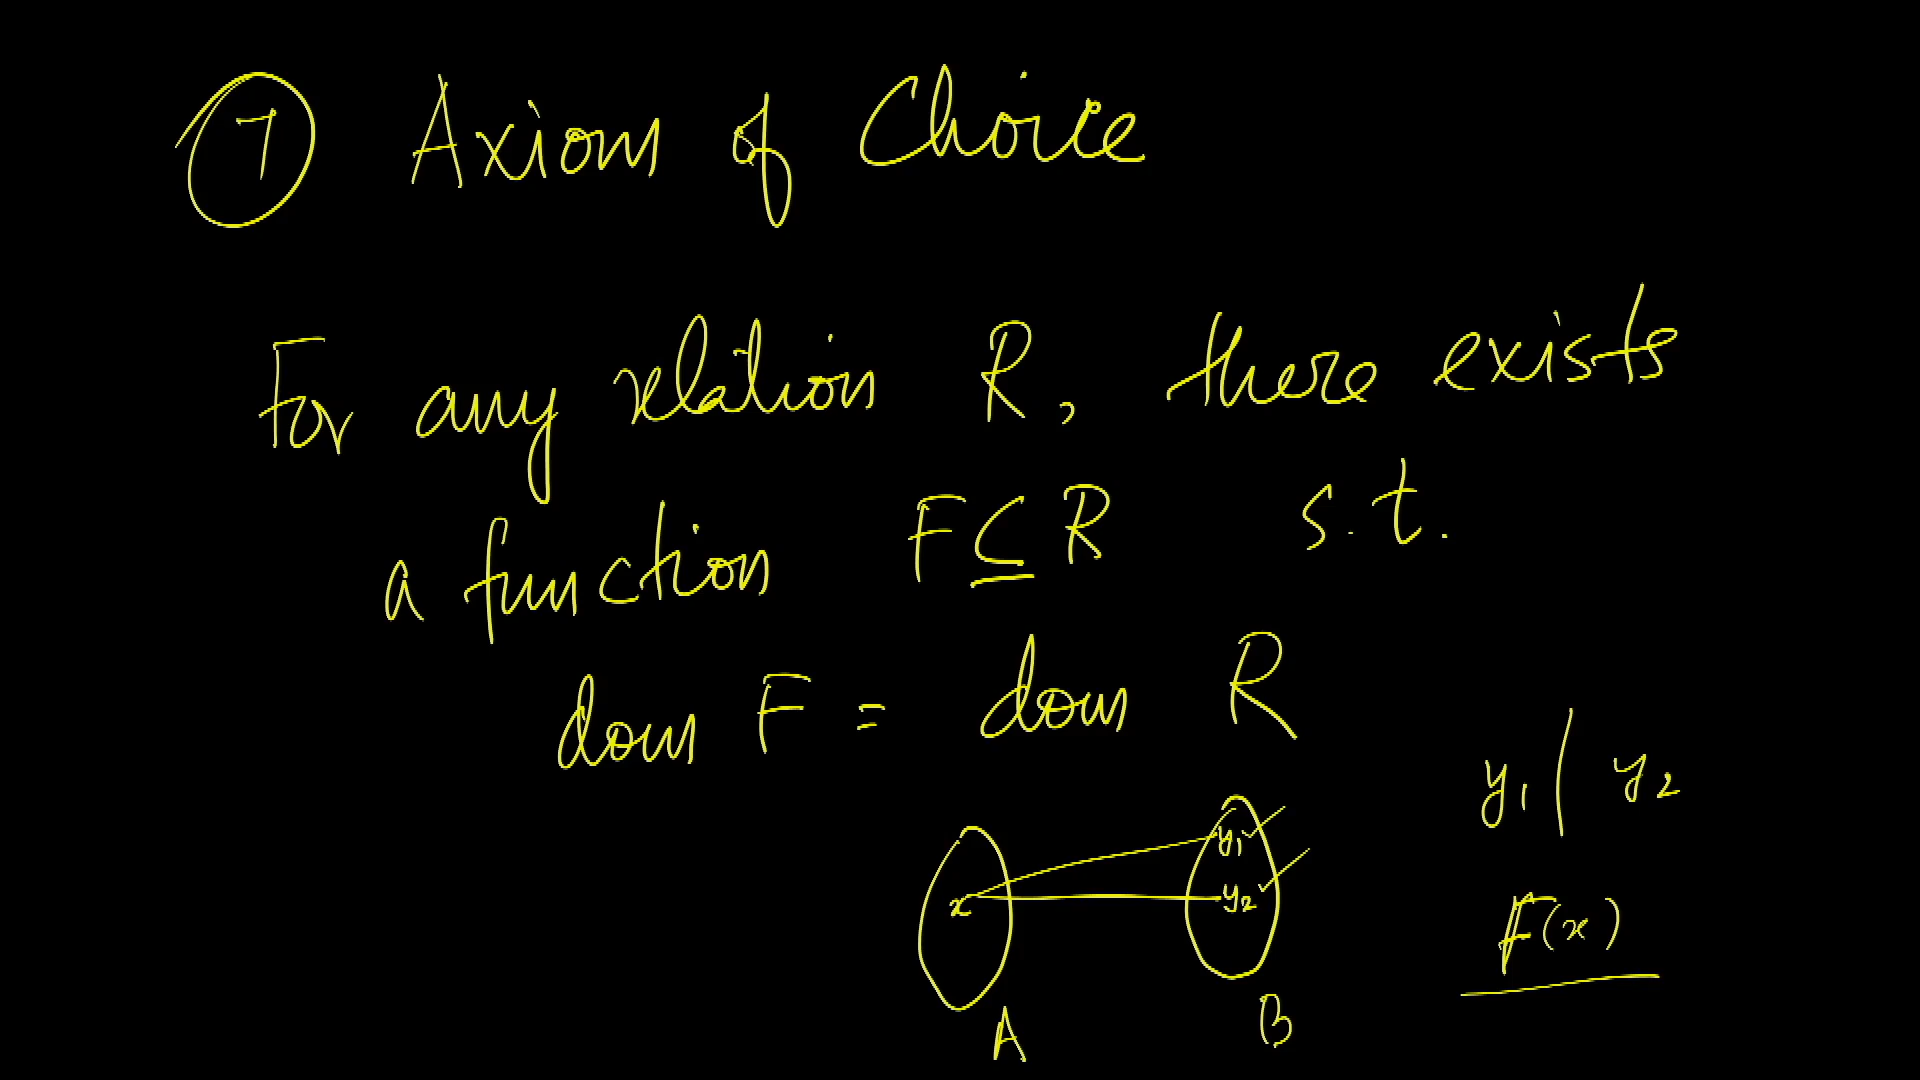 7 Axiom of Choice
For any relation R, there exists
a function F ⊆ R s.t.
dom F = dom R
y₁ / y₂
y₁
x y₂
F(x)
A B